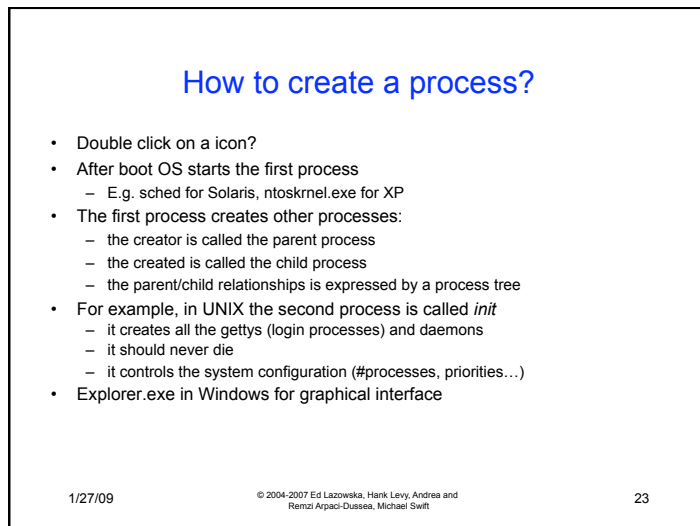 How to create a process?
• Double click on a icon?
• After boot OS starts the first process
– E.g. sched for Solaris, ntoskrnel.exe for XP
• The first process creates other processes:
– the creator is called the parent process
– the created is called the child process
– the parent/child relationships is expressed by a process tree
• For example, in UNIX the second process is called init
– it creates all the gettys (login processes) and daemons
– it should never die
– it controls the system configuration (#processes, priorities…)
• Explorer.exe in Windows for graphical interface
1/27/09
© 2004-2007 Ed Lazowska, Hank Levy, Andrea and
Remzi Arpaci-Dussea, Michael Swift
23